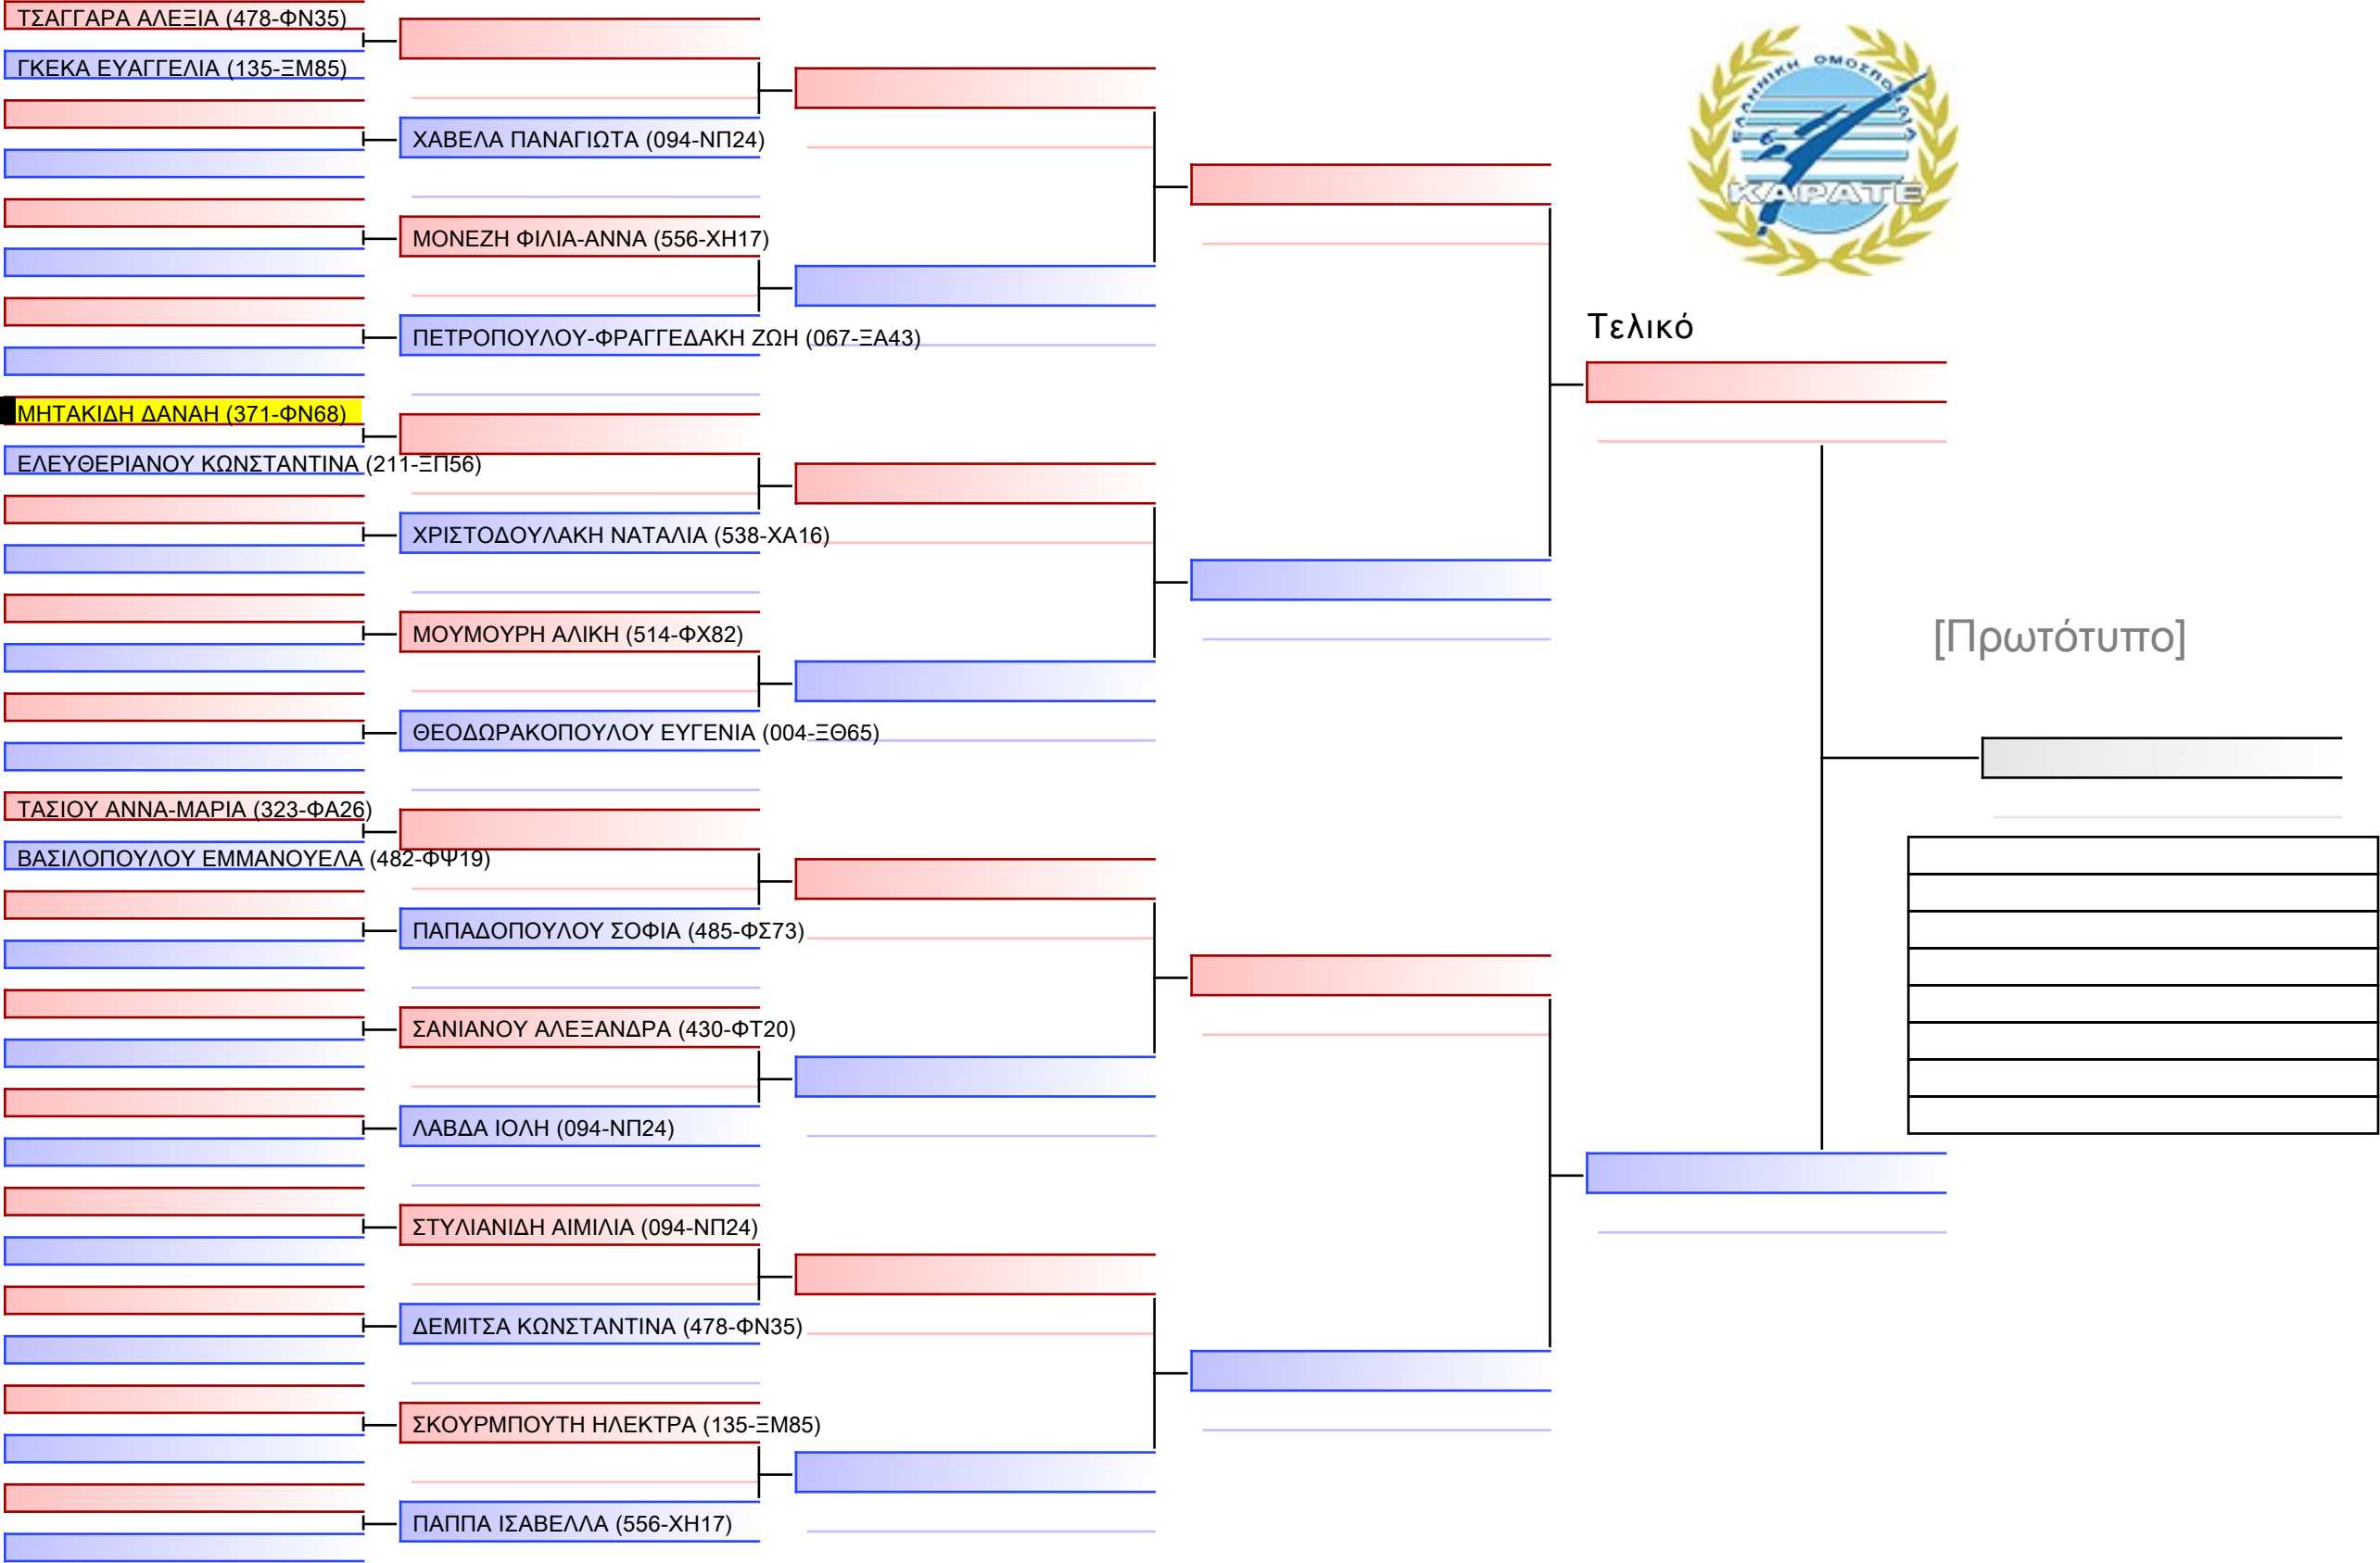 ΤΣΑΓΓΑΡΑ ΑΛΕΞΙΑ (478-ΦΝ35)
ΓΚΕΚΑ ΕΥΑΓΓΕΛΙΑ (135-ΞΜ85)
ΧΑΒΕΛΑ ΠΑΝΑΓΙΩΤΑ (094-ΝΠ24)
ΜΟΝΕΖΗ ΦΙΛΙΑ-ΑΝΝΑ (556-ΧΗ17)
ΠΕΤΡΟΠΟΥΛΟΥ-ΦΡΑΓΓΕΔΑΚΗ ΖΩΗ (067-ΞΑ43)
ΜΗΤΑΚΙΔΗ ΔΑΝΑΗ (371-ΦΝ68)
ΕΛΕΥΘΕΡΙΑΝΟΥ ΚΩΝΣΤΑΝΤΙΝΑ (211-ΞΠ56)
ΧΡΙΣΤΟΔΟΥΛΑΚΗ ΝΑΤΑΛΙΑ (538-ΧΑ16)
ΜΟΥΜΟΥΡΗ ΑΛΙΚΗ (514-ΦΧ82)
ΘΕΟΔΩΡΑΚΟΠΟΥΛΟΥ ΕΥΓΕΝΙΑ (004-ΞΘ65)
ΤΑΣΙΟΥ ΑΝΝΑ-ΜΑΡΙΑ (323-ΦΑ26)
ΒΑΣΙΛΟΠΟΥΛΟΥ ΕΜΜΑΝΟΥΕΛΑ (482-ΦΨ19)
ΠΑΠΑΔΟΠΟΥΛΟΥ ΣΟΦΙΑ (485-ΦΣ73)
ΣΑΝΙΑΝΟΥ ΑΛΕΞΑΝΔΡΑ (430-ΦΤ20)
ΛΑΒΔΑ ΙΟΛΗ (094-ΝΠ24)
ΣΤΥΛΙΑΝΙΔΗ ΑΙΜΙΛΙΑ (094-ΝΠ24)
ΔΕΜΙΤΣΑ ΚΩΝΣΤΑΝΤΙΝΑ (478-ΦΝ35)
ΣΚΟΥΡΜΠΟΥΤΗ ΗΛΕΚΤΡΑ (135-ΞΜ85)
ΠΑΠΠΑ ΙΣΑΒΕΛΛΑ (556-ΧΗ17)
ΕΛΛΗΝΙΚΗ ΟΜΟΣΠΟΝΔΙΑ
ΚΑΡΑΤΕ
Τελικό
[Πρωτότυπο]